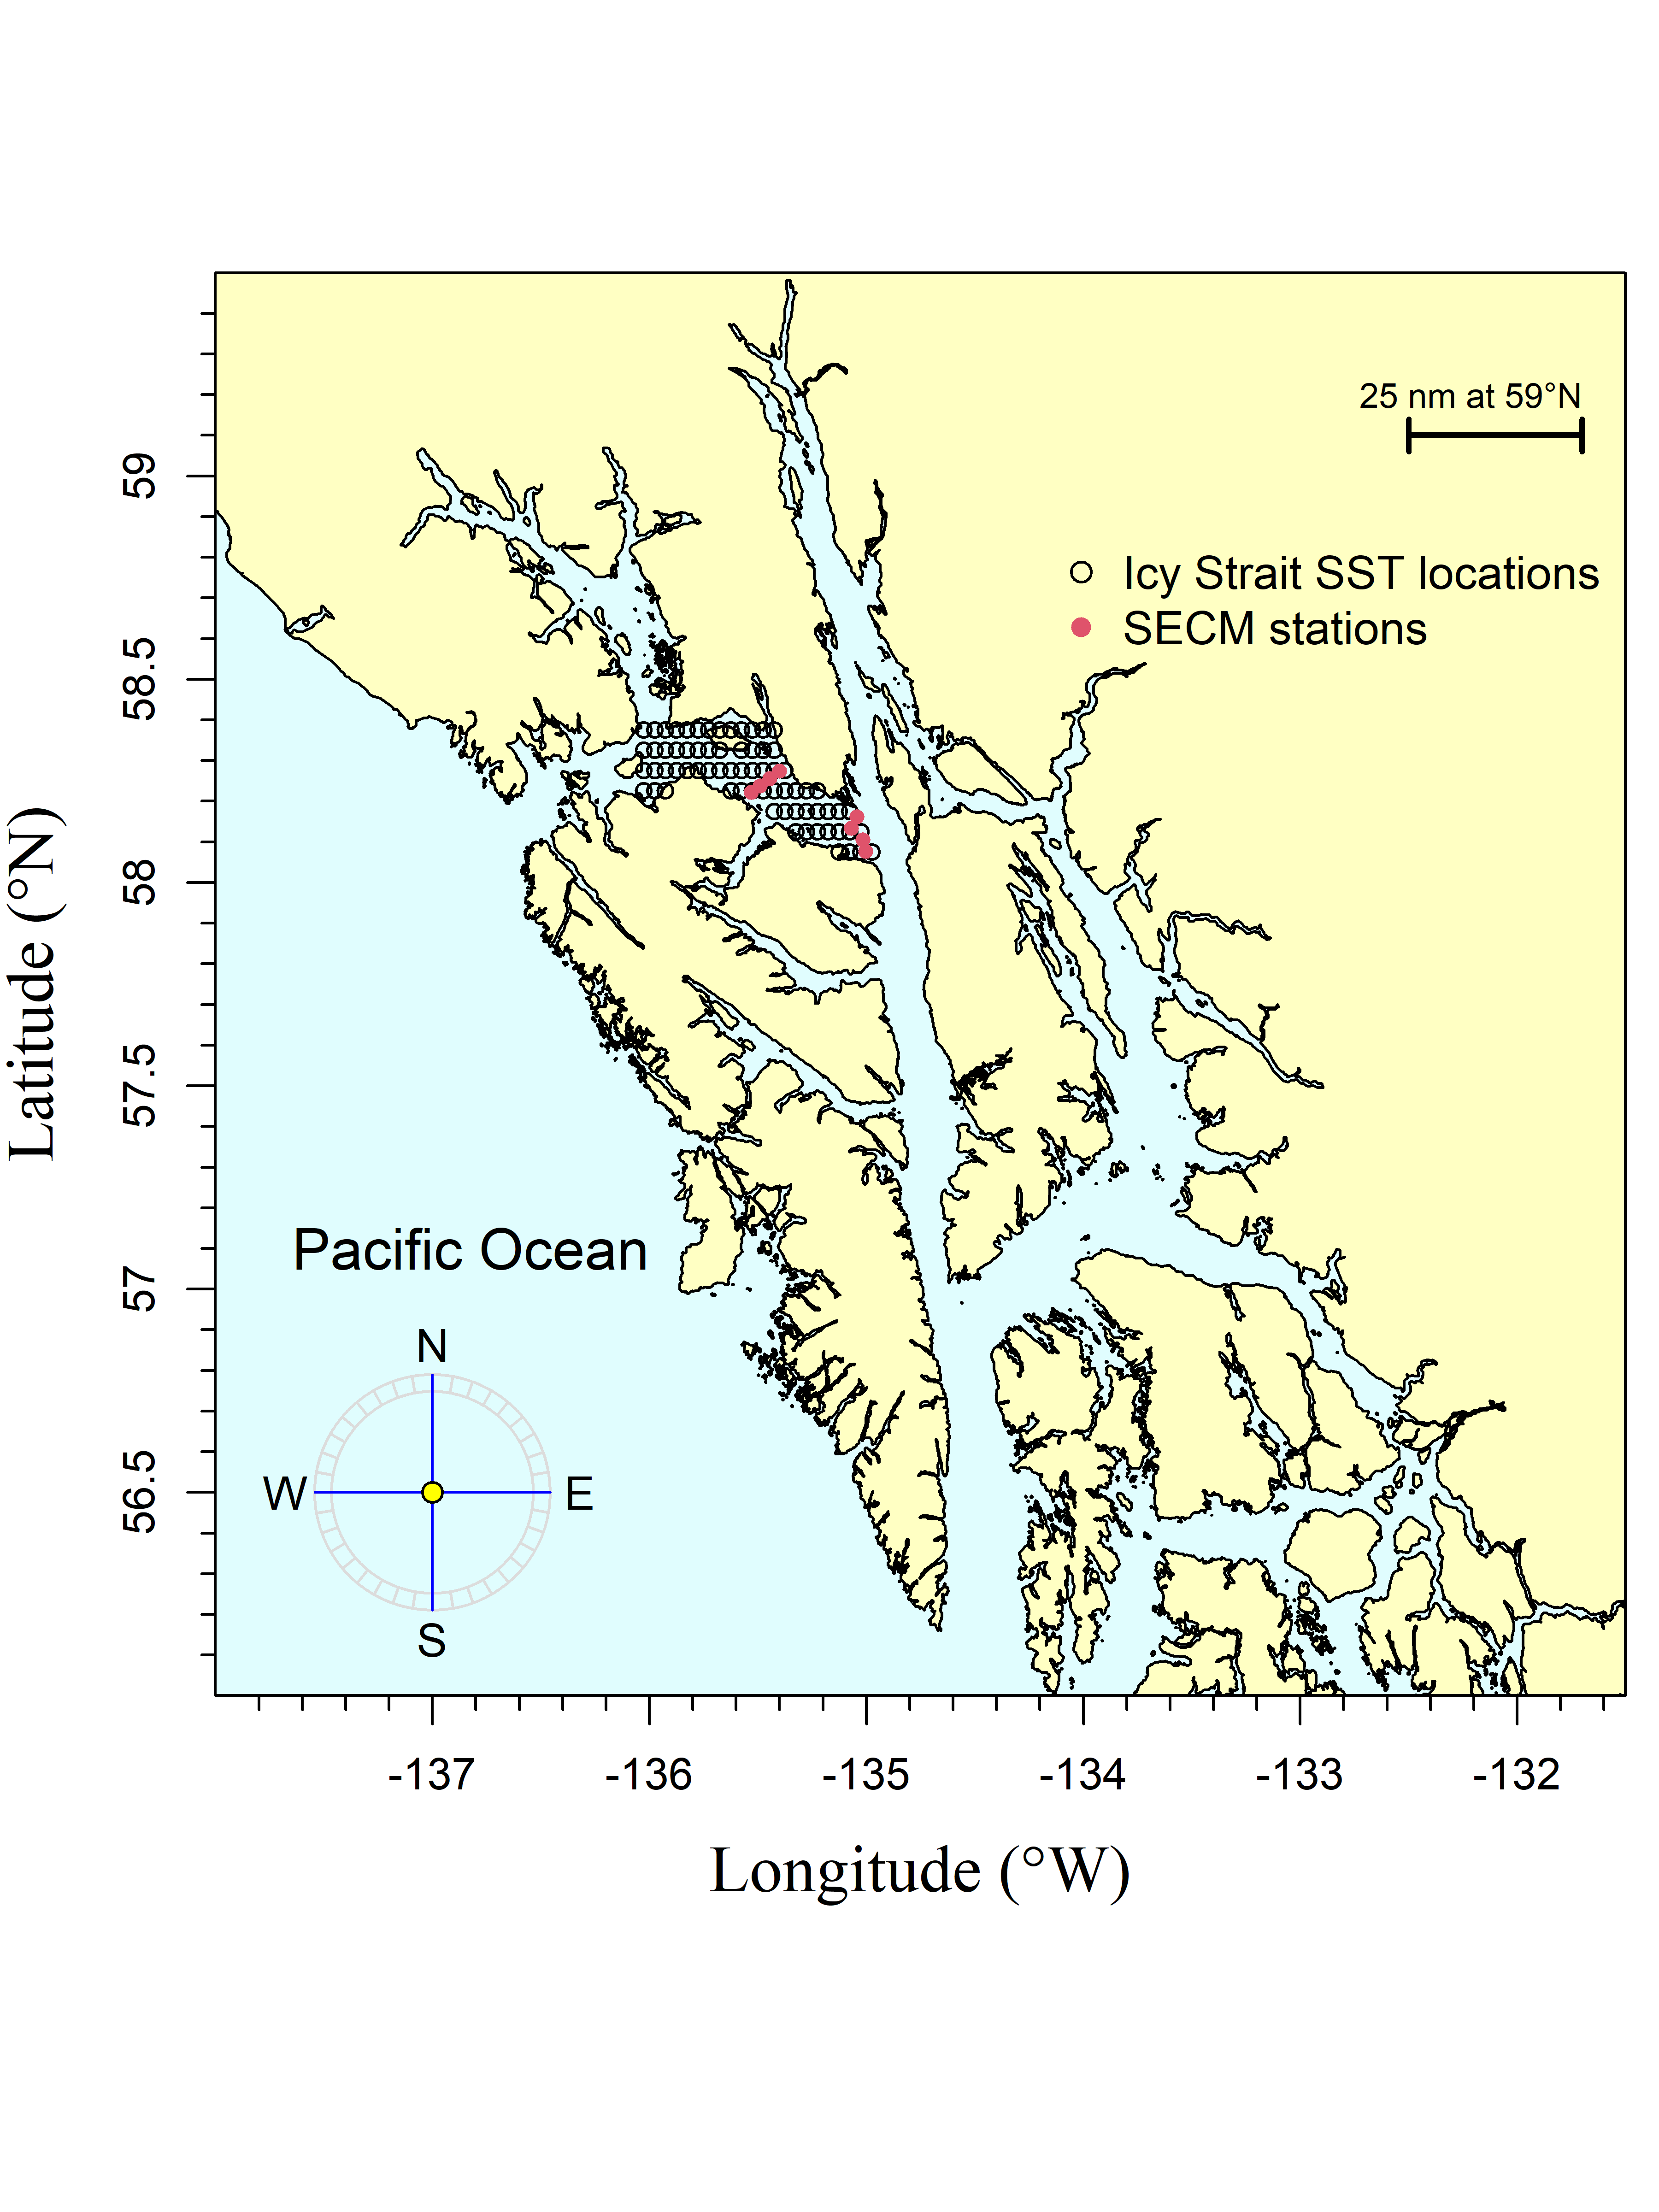 25 nm at 59°N
Icy Strait SST locations
SECM stations
59
58.5
58
57.5
57
56.5
Latitude (°N)
Pacific Ocean
N
W
E
S
-137 -136 -135 -134 -133 -132
Longitude (°W)